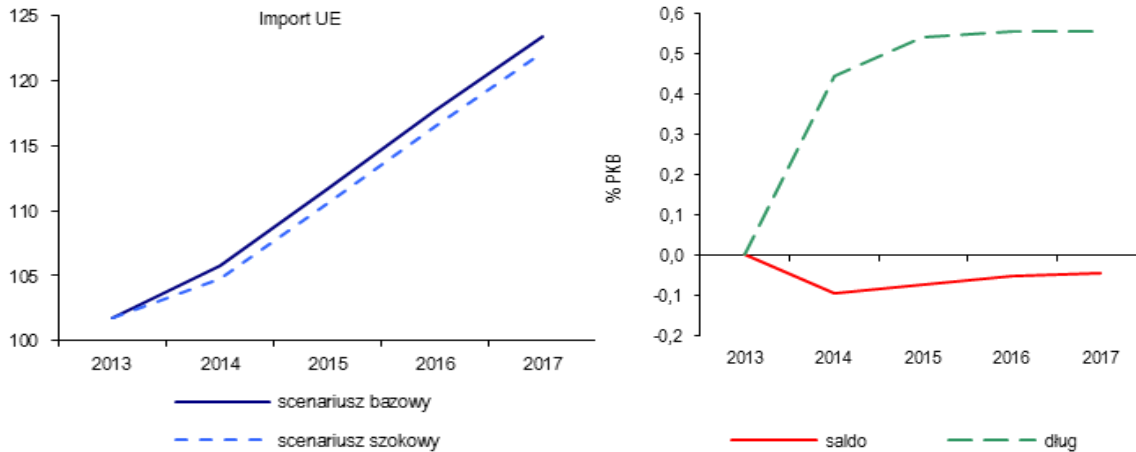 Import UE
125
120
115
110
105
100
2013 2014 2015 2016 2017
scenariusz bazowy
scenariusz szokowy
% PKB
0,6
0,5
0,4
0,3
0,2
0,1
0,0
-0,1
-0,2
2013 2014 2015 2016 2017
saldo dług